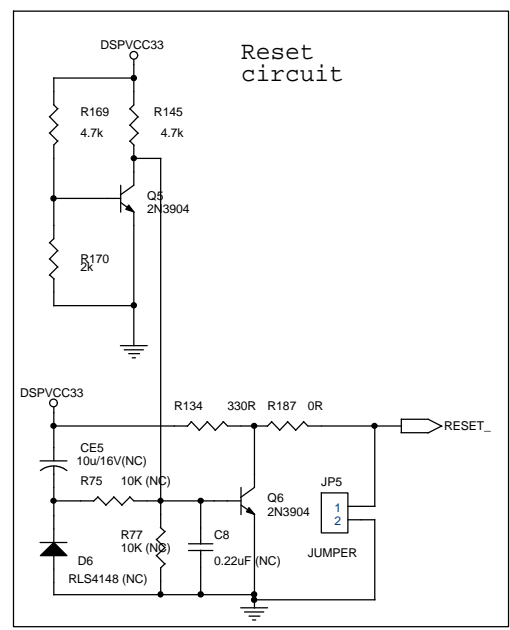 DSPVCC33
Reset
circuit
R169
4.7k
R145
4.7k
Q5
2N3904
R170
2k
DSPVCC33
R134
330R
R187
0R
RESET_
CE5
10u/16V(NC)
R75
10K (NC)
Q6
2N3904
JP5
1
2
JUMPER
R77
10K (NC)
C8
0.22uF (NC)
D6
RLS4148 (NC)